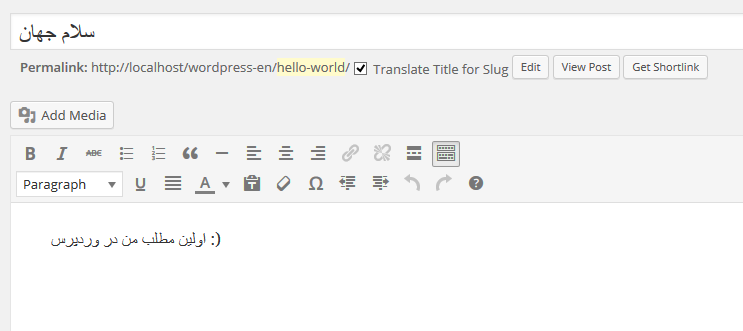 سلام جهان
Permalink: http://localhost/wordpress-en/hello-world/ Translate Title for Slug Edit View Post Get Shortlink
Add Media
B I ABC
Paragraph U A T Ω ?
اولین مطلب من در وردپرس :)